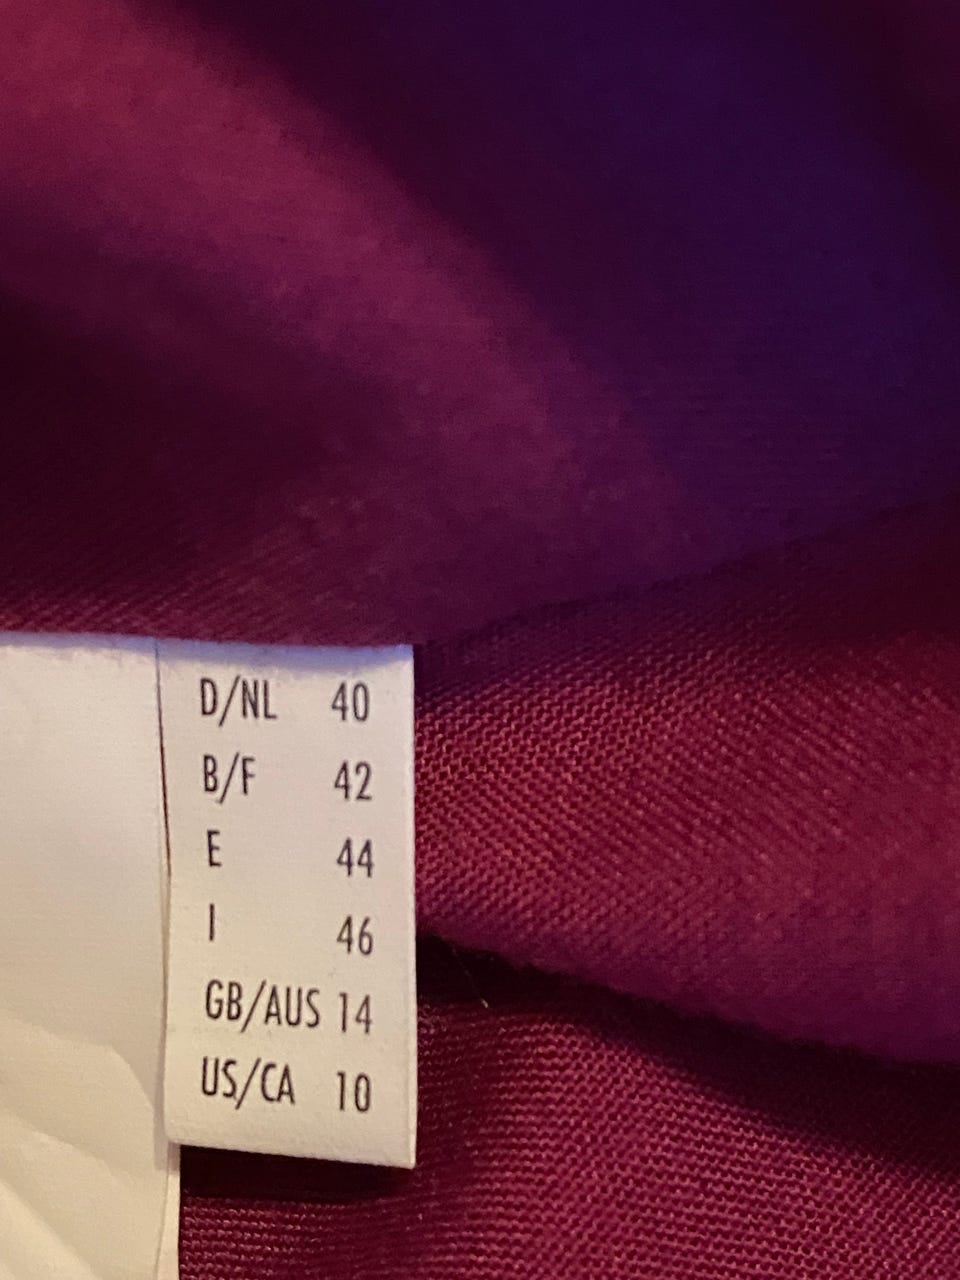 D/NL 40
B/F 42
E 44
I 46
GB/AUS 14
US/CA 10